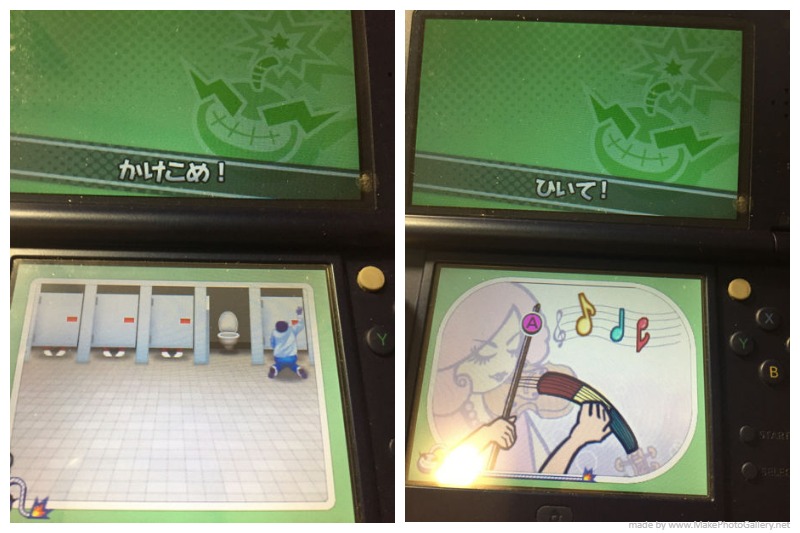 かけこめ！
ひいて！
A
X
Y
Y
B
START
SELECT
made by www.MakePhotoGallery.net